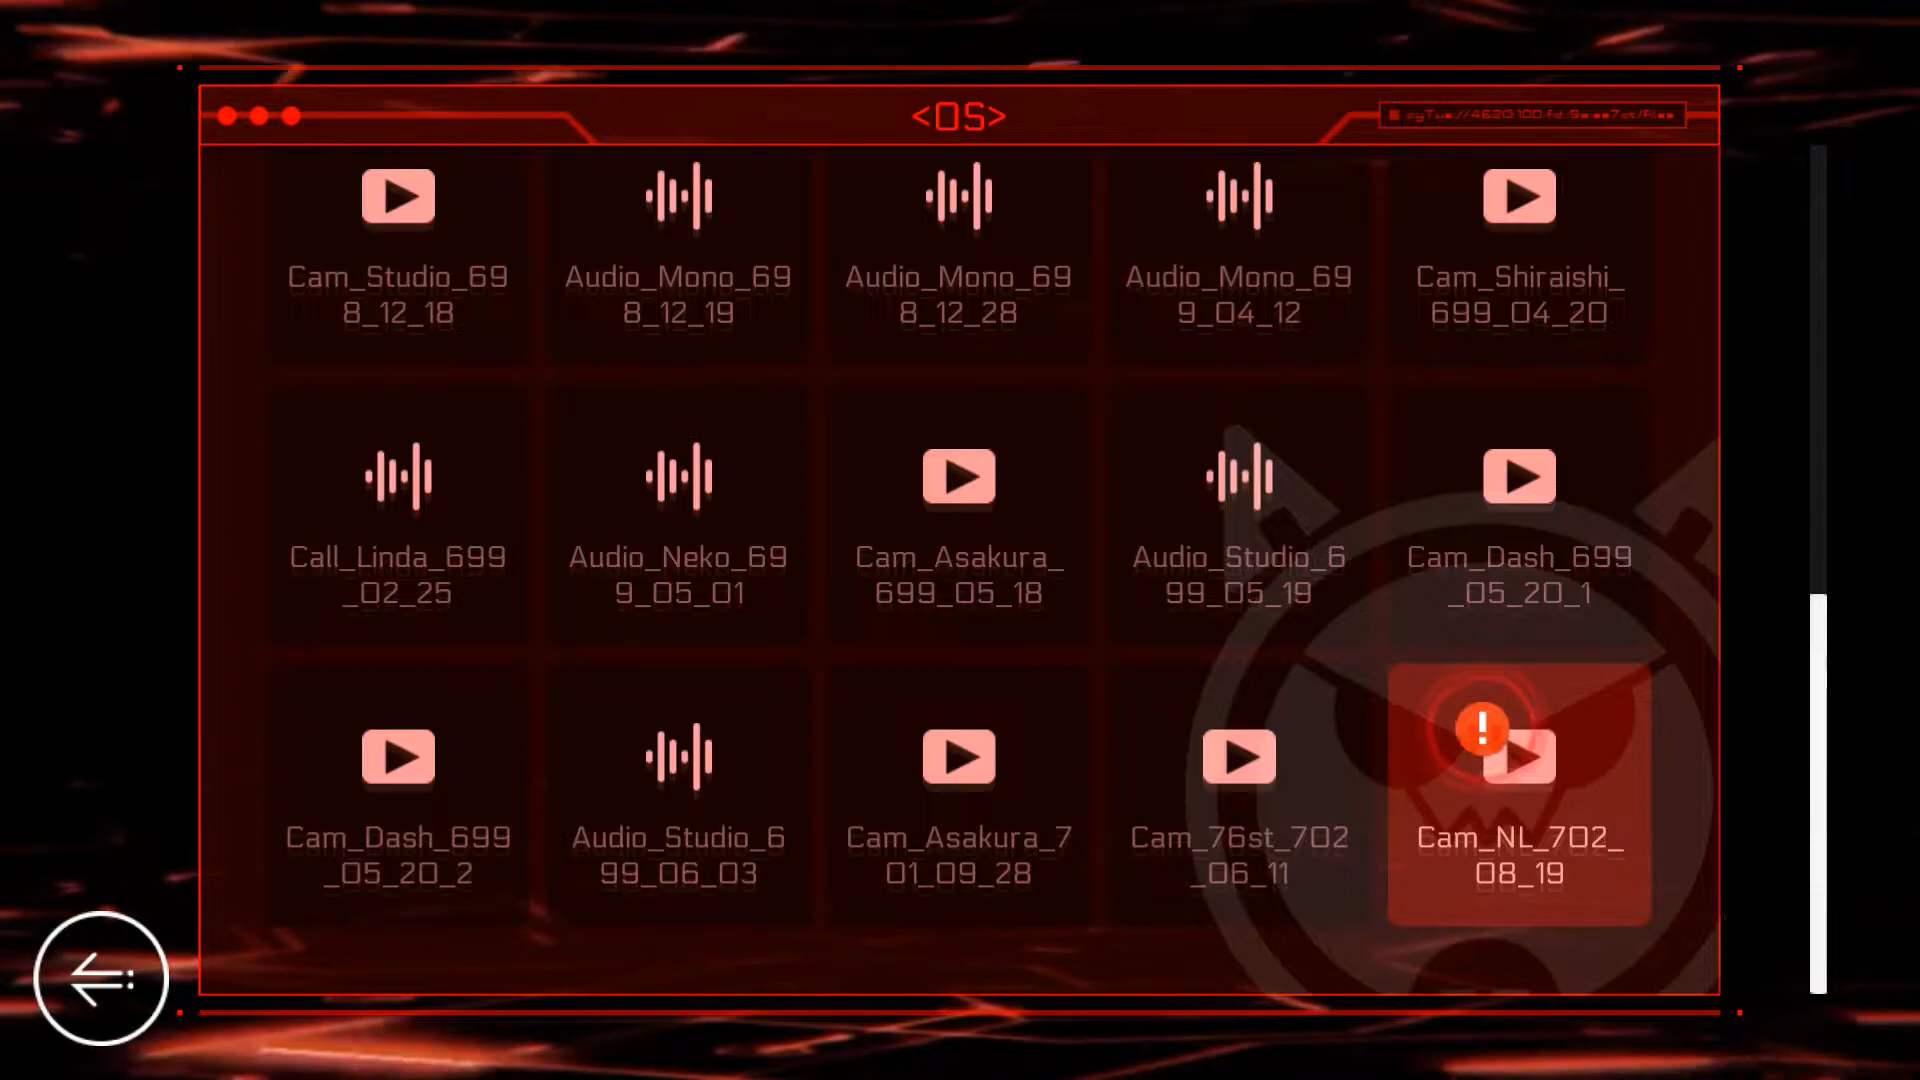 <OS>
Cam_Studio_69
8_12_18
Audio_Mono_69
8_12_19
Audio_Mono_69
8_12_28
Audio_Mono_69
9_04_12
Cam_Shiraishi_
699_04_20
Call_Linda_699
_02_25
Audio_Neko_69
9_05_01
Cam_Asakura_
699_05_18
Audio_Studio_6
99_05_19
Cam_Dash_699
_05_20_1
Cam_Dash_699
_05_20_2
Audio_Studio_6
99_06_03
Cam_Asakura_7
01_09_28
Cam_76st_702
_06_11
!
Cam_NL_702_
08_19